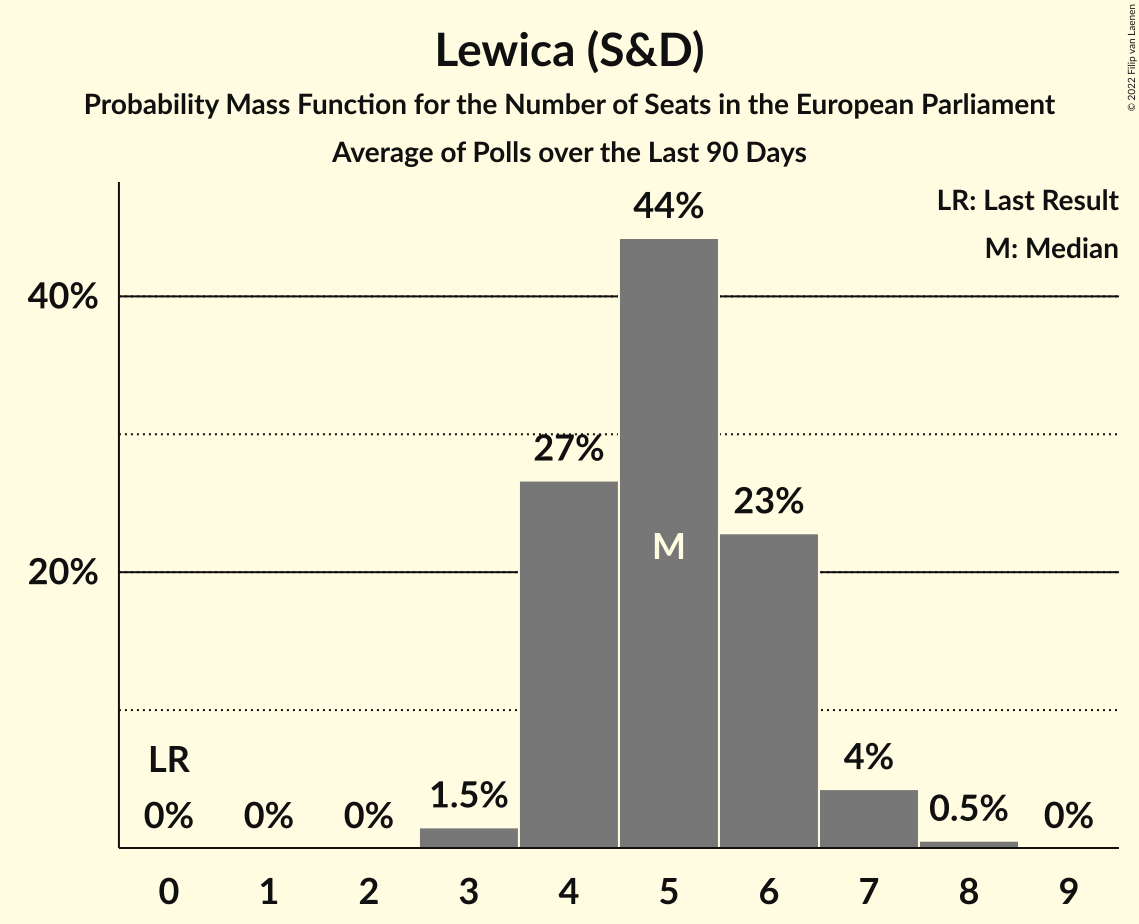 Lewica (S&D)
Probability Mass Function for the Number of Seats in the European Parliament
Average of Polls over the Last 90 Days
© 2022 Filip van Laenen
LR: Last Result
M: Median
40%
20%
44%
27%
M
23%
LR
0%
0%
0%
1.5%
4%
0.5%
0%
0 1 2 3 4 5 6 7 8 9